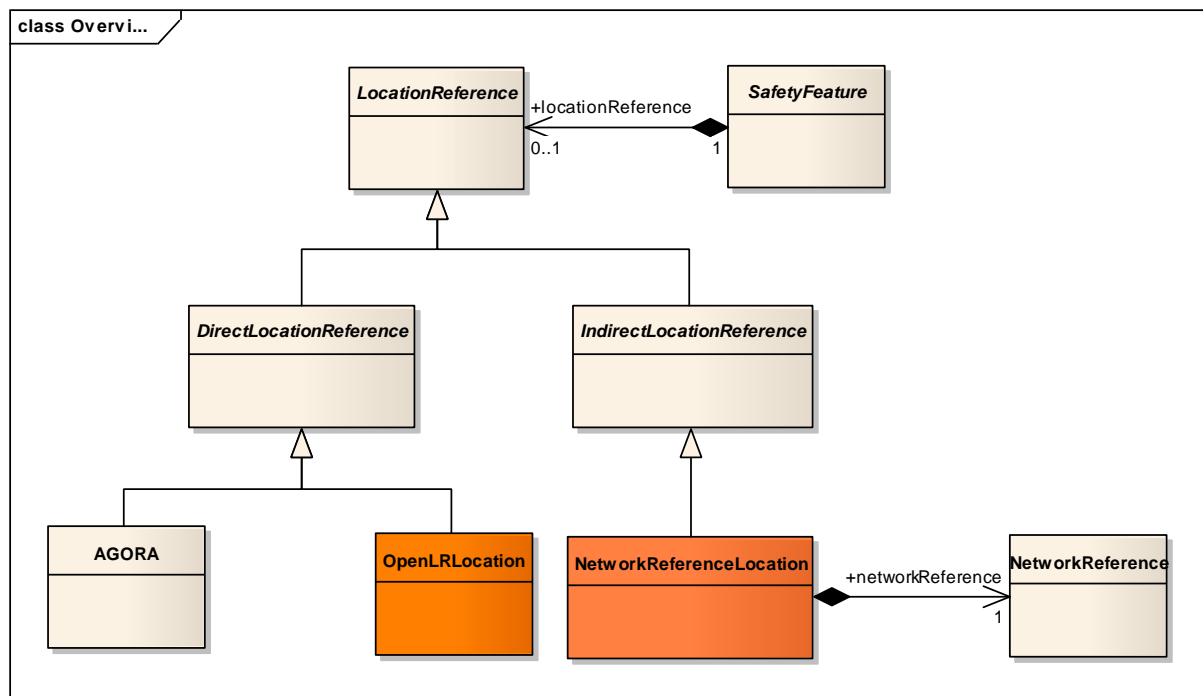 class Overvi...
LocationReference
SafetyFeature
+locationReference
0..1
1
DirectLocationReference
IndirectLocationReference
AGORA
OpenLRLocation
NetworkReferenceLocation
NetworkReference
+networkReference
1